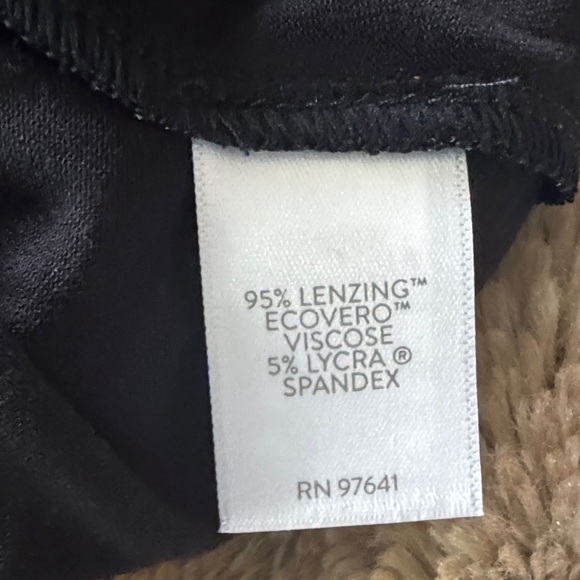 95% LENZING™
ECOVERO™
VISCOSE
5% LYCRA ®
SPANDEX
RN 97641